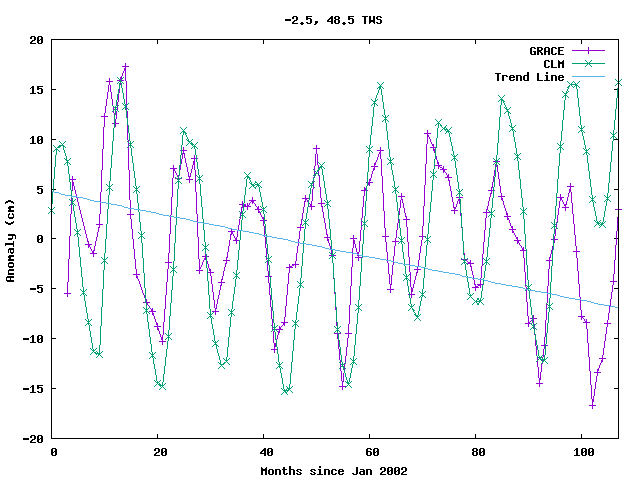 -2.5, 48.5 TWS
GRACE
CLM
Trend Line
20
15
10
5
0
-5
-10
-15
-20
Anomaly (cm)
0 20 40 60 80 100
Months since Jan 2002